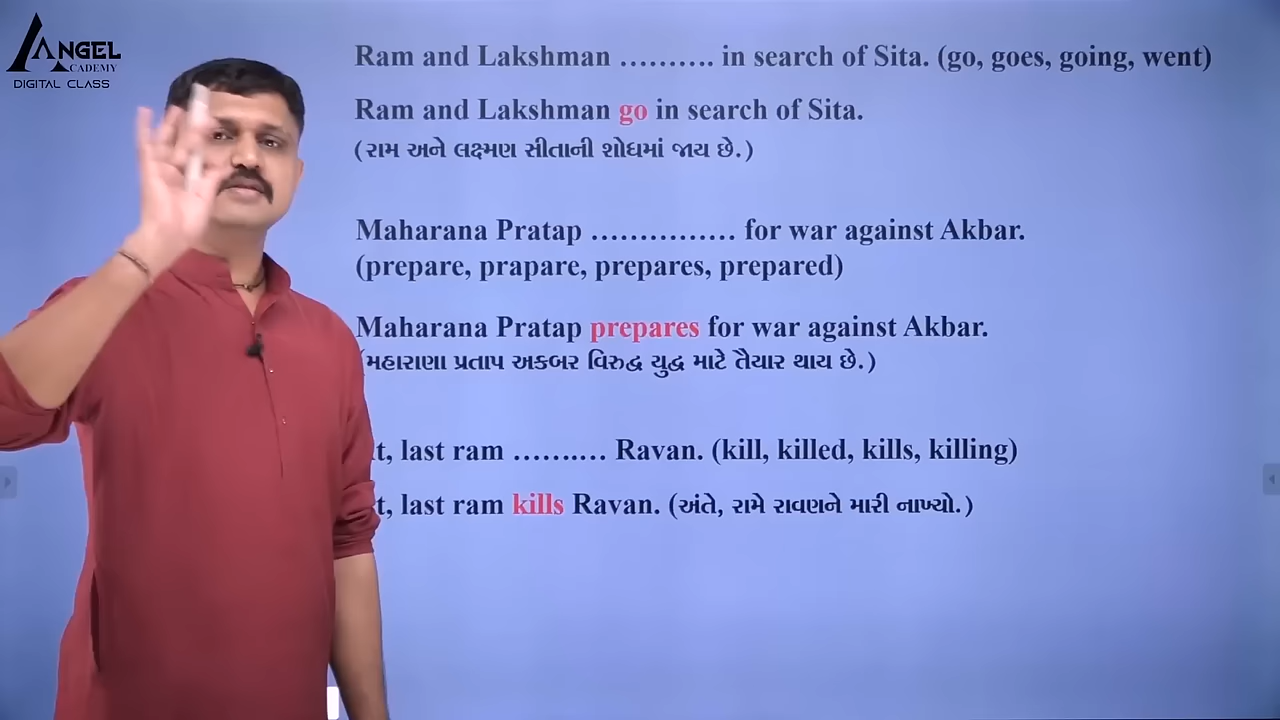 ANGEL
ACADEMY
DIGITAL CLASS
Ram and Lakshman ………. in search of Sita. (go, goes, going, went)
Ram and Lakshman go in search of Sita.
(રામ અને લક્ષ્મણ સીતાની શોધમાં જાય છે.)
Maharana Pratap …………… for war against Akbar.
(prepare, prapare, prepares, prepared)
Maharana Pratap prepares for war against Akbar.
(મહારાણા પ્રતાપ અકબર વિરુદ્ધ યુદ્ધ માટે તૈયાર થાય છે.)
t, last ram ………. Ravan. (kill, killed, kills, killing)
t, last ram kills Ravan. (અંતે, રામે રાવણને મારી નાખ્યો.)